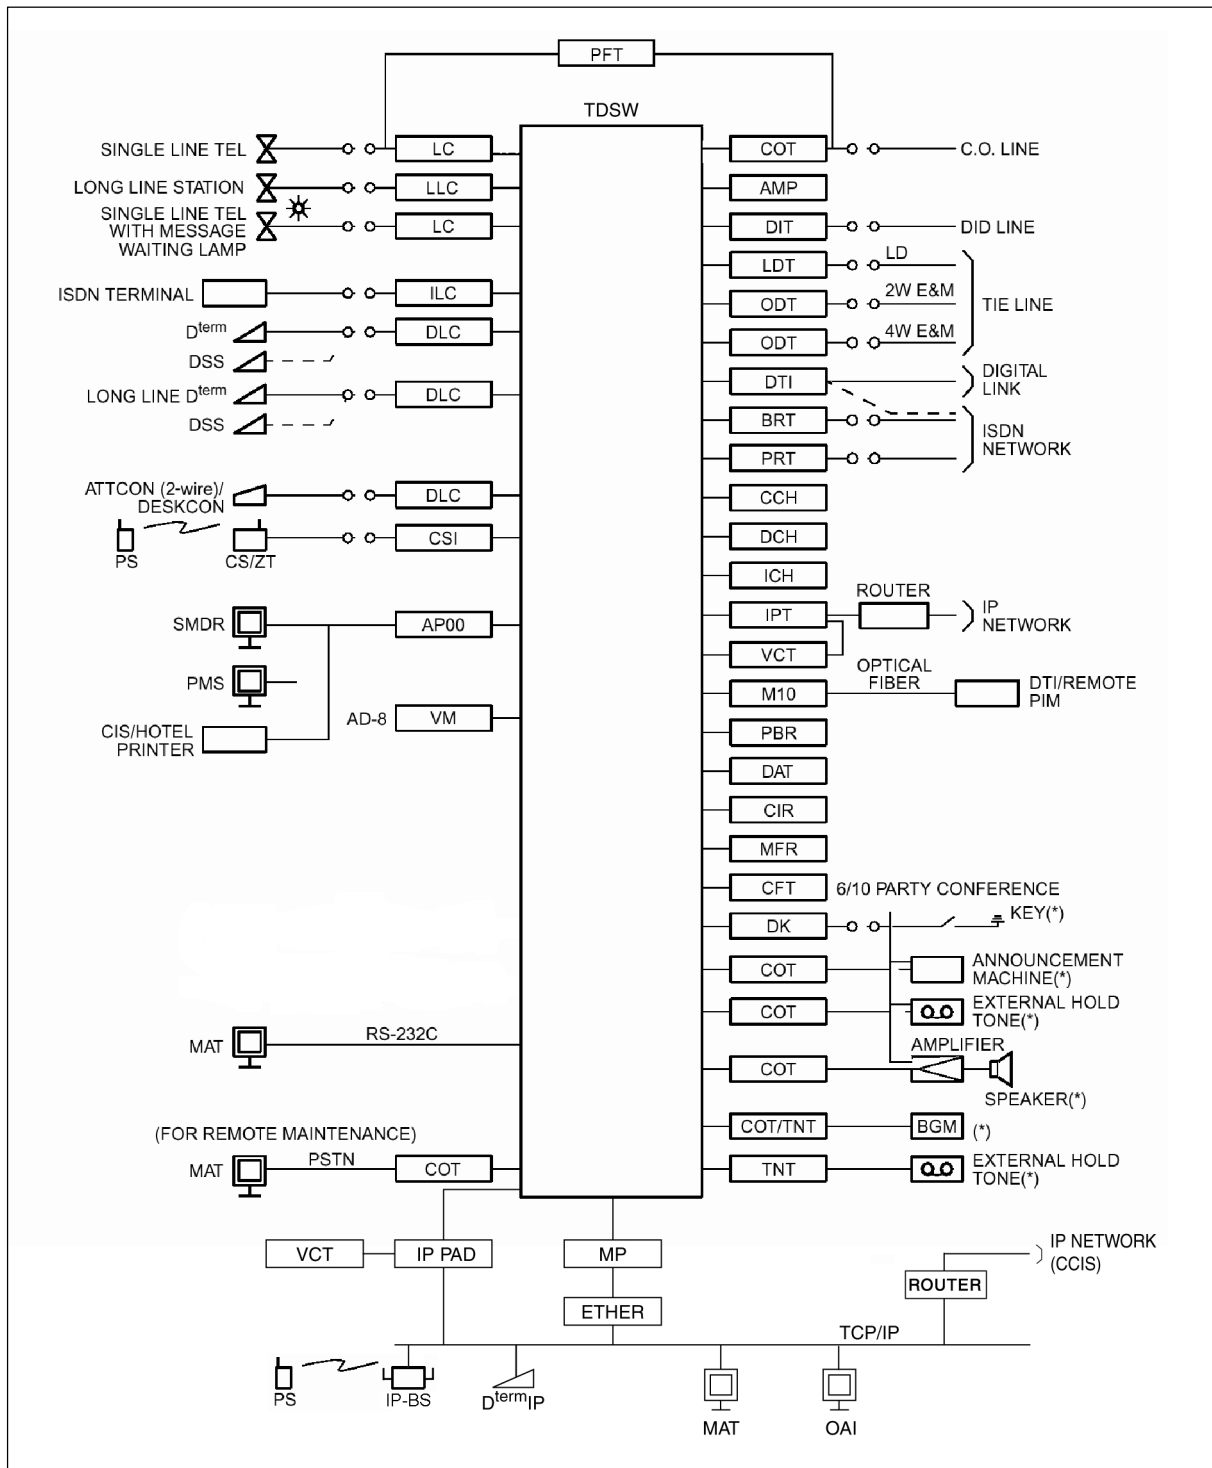 PFT
TDSW
SINGLE LINE TEL
LC
COT
C.O. LINE
LONG LINE STATION
LLC
AMP
SINGLE LINE TEL
WITH MESSAGE
WAITING LAMP
LC
DIT
DID LINE
LDT
LD
ISDN TERMINAL
ILC
ODT
2W E&M
TIE LINE
Dterm
DLC
ODT
4W E&M
DSS
LONG LINE Dterm
DLC
DTI
DIGITAL
LINK
DSS
BRT
ISDN
NETWORK
PRT
ATTCON (2-wire)/
DESKCON
DLC
CCH
PS
CS/ZT
CSI
DCH
ICH
SMDR
AP00
IPT
ROUTER
IP
NETWORK
VCT
PMS
M10
OPTICAL
FIBER
DTI/REMOTE
PIM
AD-8
VM
CIS/HOTEL
PRINTER
PBR
DAT
CIR
MFR
CFT
6/10 PARTY CONFERENCE
DK
KEY(*)
COT
ANNOUNCEMENT
MACHINE(*)
COT
EXTERNAL HOLD
TONE(*)
MAT
RS-232C
COT
AMPLIFIER
SPEAKER(*)
COT/TNT
BGM
(*)
(FOR REMOTE MAINTENANCE)
MAT
PSTN
COT
TNT
EXTERNAL HOLD
TONE(*)
VCT
IP PAD
MP
IP NETWORK
(CCIS)
ROUTER
ETHER
TCP/IP
PS
IP-BS
DtermIP
MAT
OAI